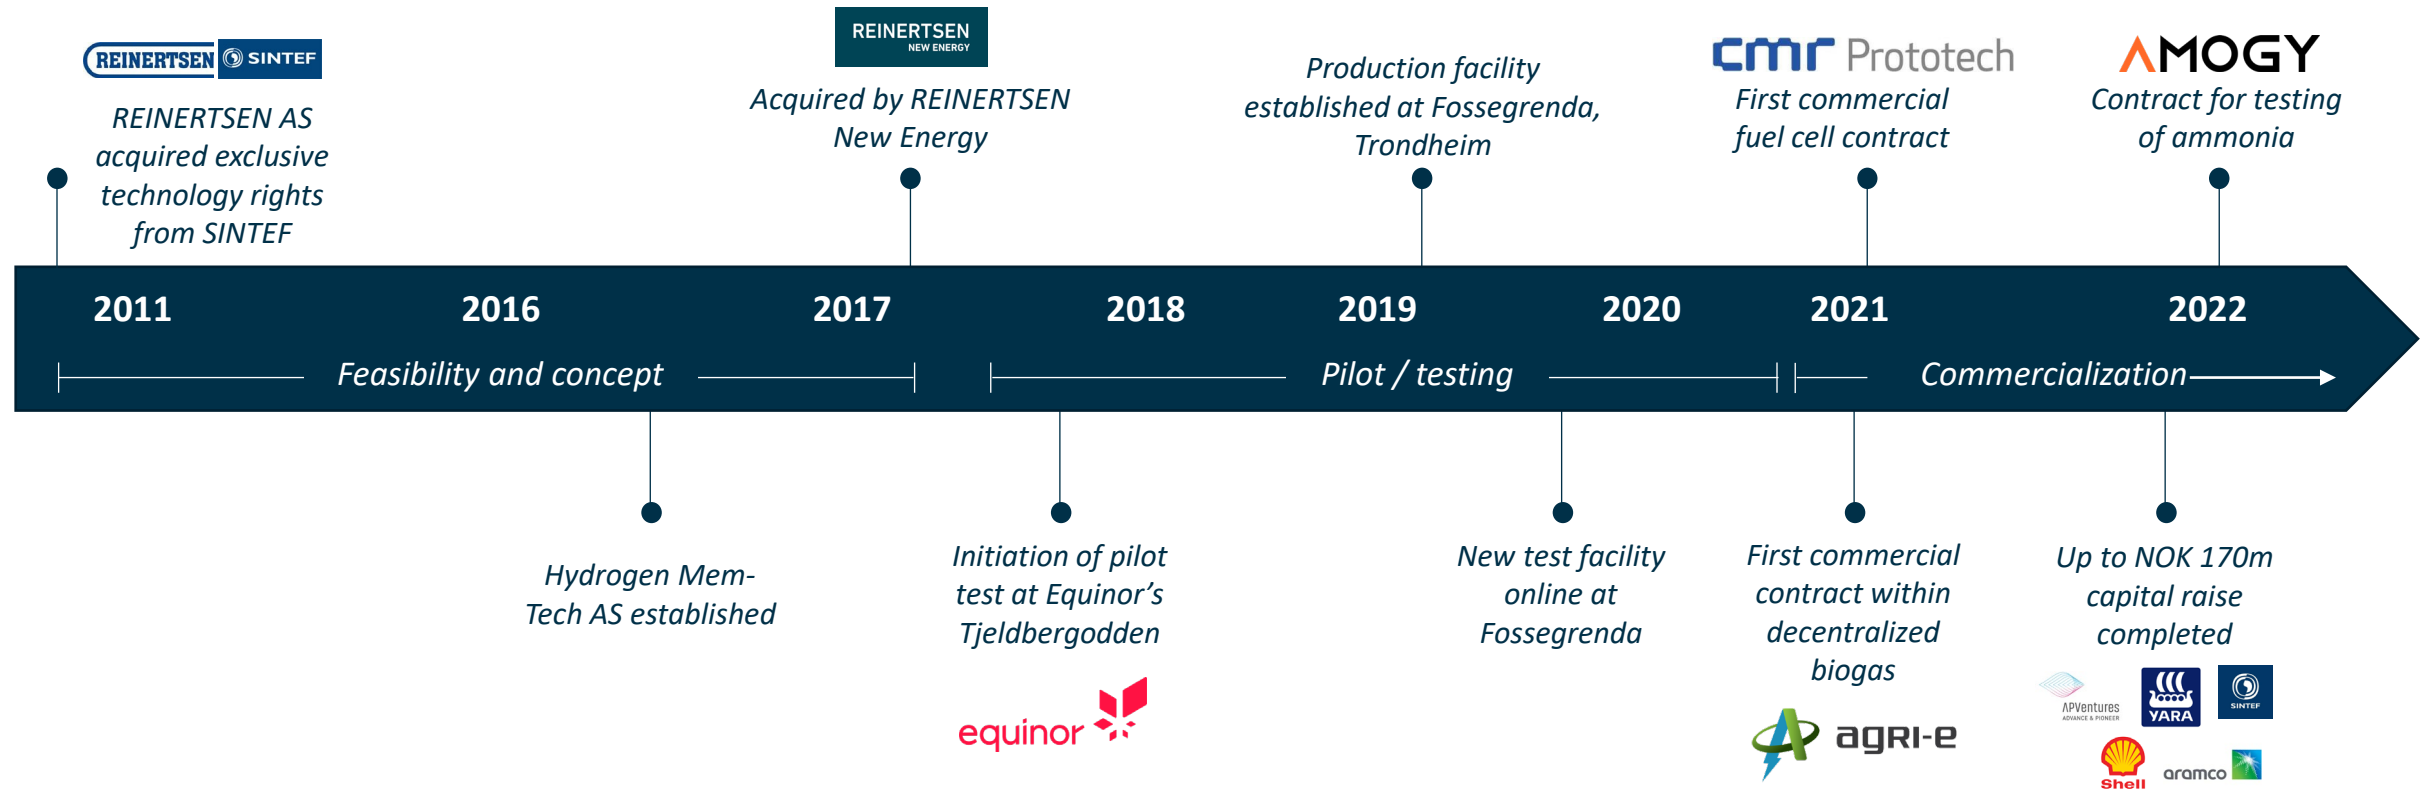 REINERTSEN SINTEF
REINERTSEN AS
acquired exclusive
technology rights
from SINTEF
REINERTSEN
NEW ENERGY
Acquired by REINERTSEN
New Energy
Production facility
established at Fossegrenda,
Trondheim
cmr Prototech
First commercial
fuel cell contract
AMOGY
Contract for testing
of ammonia
2011 2016 2017 2018 2019 2020 2021 2022
Feasibility and concept Pilot / testing Commercialization
Hydrogen Mem-
Tech AS established
Initiation of pilot
test at Equinor’s
Tjeldbergodden
equinor
New test facility
online at
Fossegrenda
First commercial
contract within
decentralized
biogas
agri-e
Up to NOK 170m
capital raise
completed
APVentures
ADVANCE & PIONEER
YARA
SINTEF
Shell
aramco